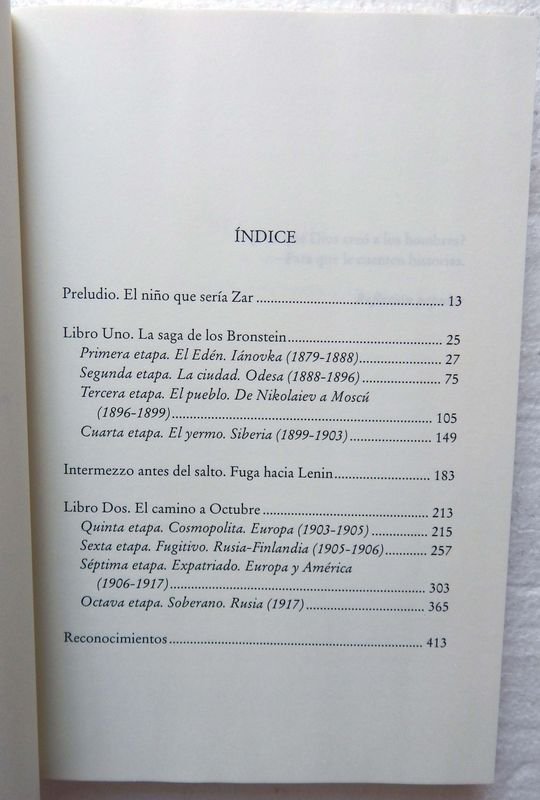 ÍNDICE
Preludio. El niño que sería Zar ........ 13
Libro Uno. La saga de los Bronstein ........ 25
Primera etapa. El Edén. Iánovka (1879-1888) ........ 27
Segunda etapa. La ciudad. Odesa (1888-1896) ........ 75
Tercera etapa. El pueblo. De Nikolaiev a Moscú
(1896-1899) ........ 105
Cuarta etapa. El yermo. Siberia (1899-1903) ........ 149
Intermezzo antes del salto. Fuga hacia Lenin ........ 183
Libro Dos. El camino a Octubre ........ 213
Quinta etapa. Cosmopolita. Europa (1903-1905) ........ 215
Sexta etapa. Fugitivo. Rusia-Finlandia (1905-1906) ........ 257
Séptima etapa. Expatriado. Europa y América
(1906-1917) ........ 303
Octava etapa. Soberano. Rusia (1917) ........ 365
Reconocimientos ........ 413